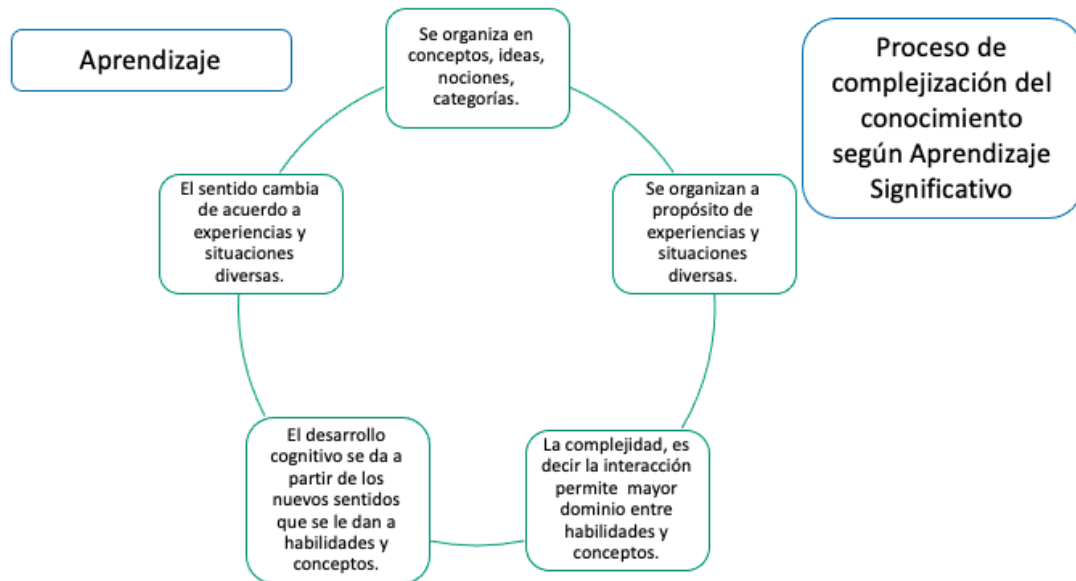 Aprendizaje
Proceso de
complejización del
conocimiento
según Aprendizaje
Significativo
Se organiza en
conceptos, ideas,
nociones,
categorías.
Se organizan a
propósito de
experiencias y
situaciones
diversas.
La complejidad, es
decir la interacción
permite  mayor
dominio entre
habilidades y
conceptos.
El desarrollo
cognitivo se da a
partir de los
nuevos sentidos
que se le dan a
habilidades y
conceptos.
El sentido cambia
de acuerdo a
experiencias y
situaciones
diversas.